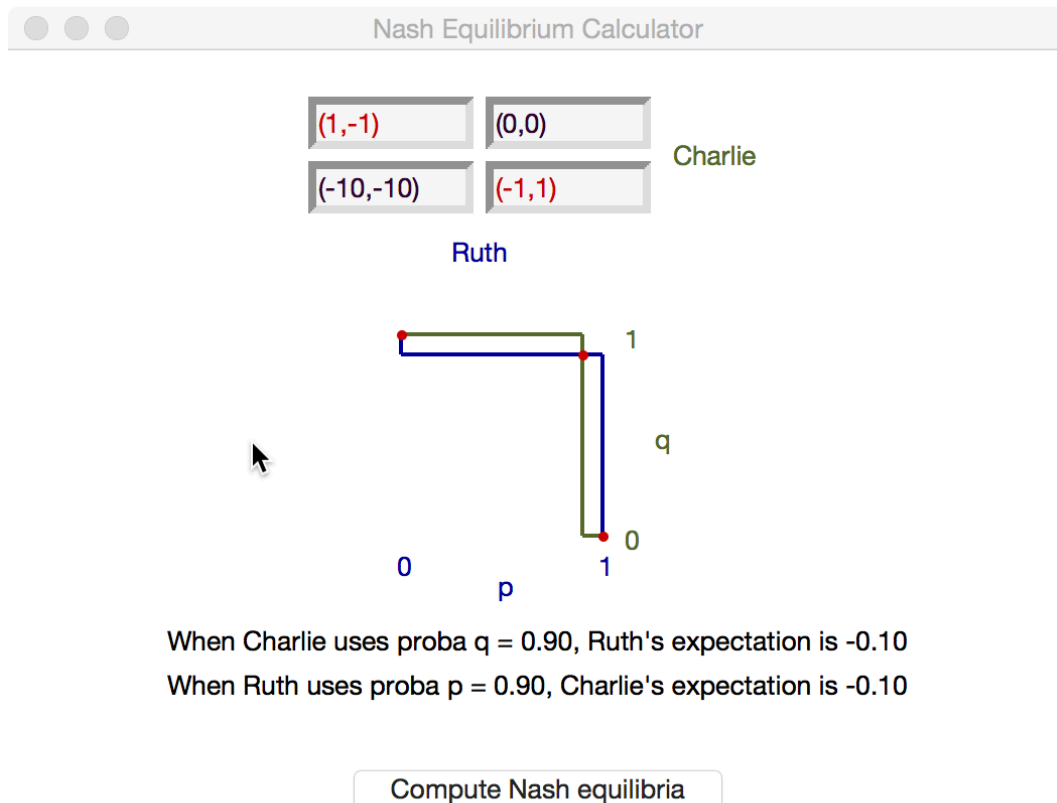 Nash Equilibrium Calculator
(1,-1) (0,0)
Charlie
(-10,-10) (-1,1)
Ruth
1
q
0
0 1
p
When Charlie uses proba q = 0.90, Ruth's expectation is -0.10
When Ruth uses proba p = 0.90, Charlie's expectation is -0.10
Compute Nash equilibria